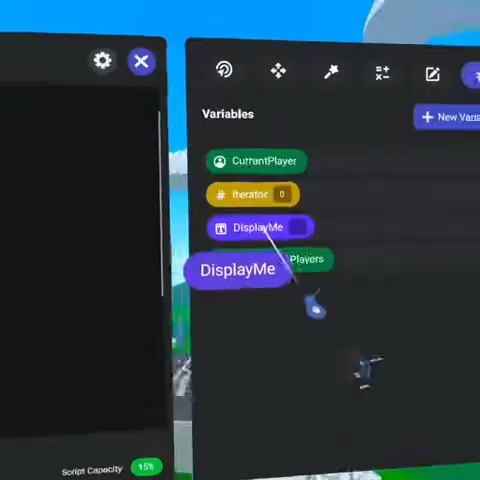 Variables
New Varia
CurrentPlayer
Iterator 0
DisplayMe
Players
DisplayMe
Script Capacity 15%